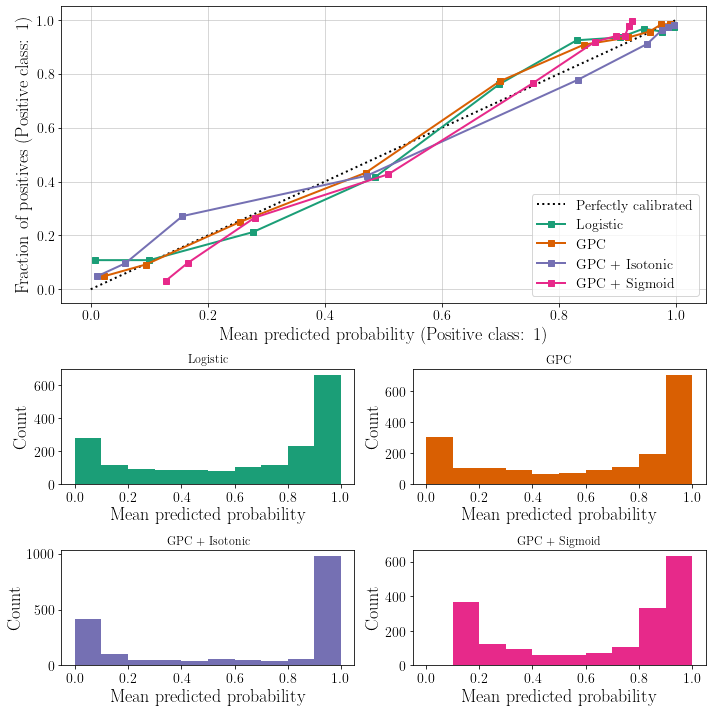 1.0
0.8
0.6
0.4
0.2
0.0
Fraction of positives (Positive class: 1)
Perfectly calibrated
Logistic
GPC
GPC + Isotonic
GPC + Sigmoid
0.0 0.2 0.4 0.6 0.8 1.0
Mean predicted probability (Positive class: 1)
Logistic
600
400
200
0
Count
0.0 0.2 0.4 0.6 0.8 1.0
Mean predicted probability
GPC
600
400
200
0
Count
0.0 0.2 0.4 0.6 0.8 1.0
Mean predicted probability
GPC + Isotonic
1000
500
0
Count
0.0 0.2 0.4 0.6 0.8 1.0
Mean predicted probability
GPC + Sigmoid
600
400
200
0
Count
0.0 0.2 0.4 0.6 0.8 1.0
Mean predicted probability